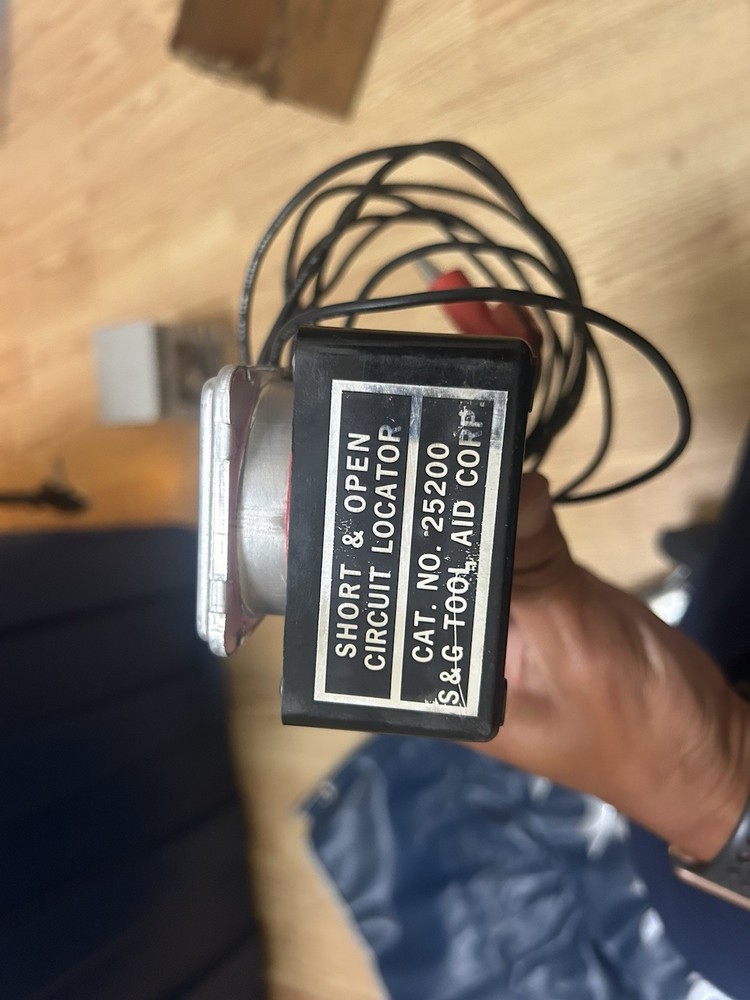 SHORT & OPEN
CIRCUIT LOCATOR
CAT. NO. 25200
S&G TOOL AID CORP.